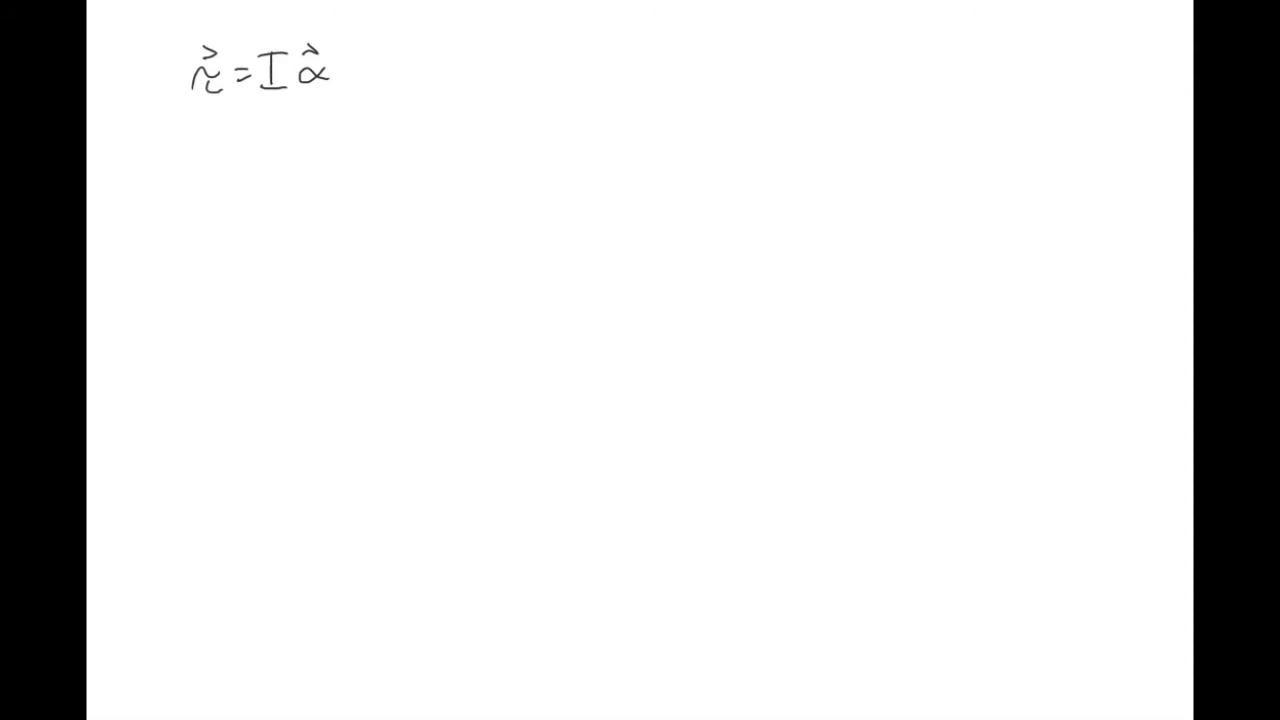 τ⃗ = I α⃗